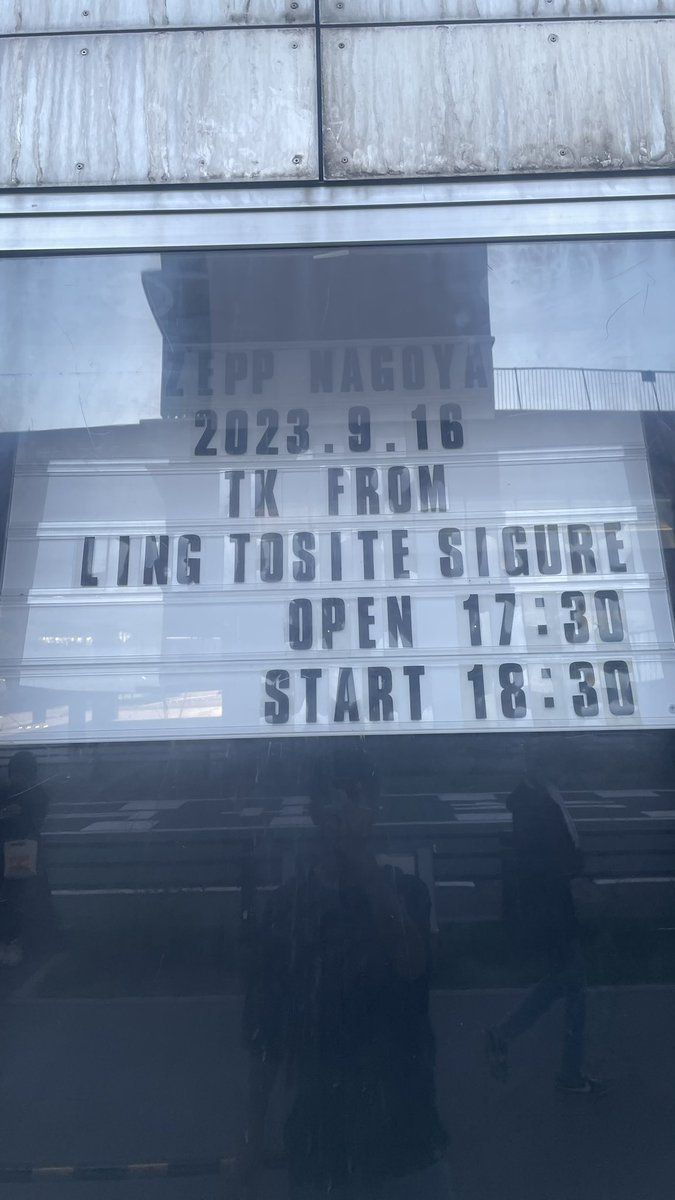 ZEPP NAGOYA
2023.9.16
TK FROM
LING TOSITE SIGURE
OPEN 17:30
START 18:30